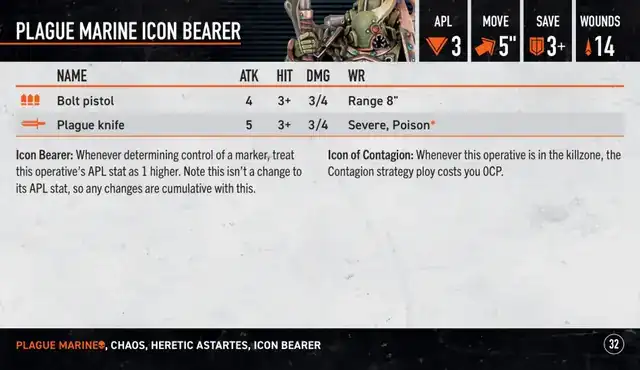 PLAGUE MARINE ICON BEARER
APL
3
MOVE
5"
SAVE
3+
WOUNDS
14
NAME ATK HIT DMG WR
Bolt pistol 4 3+ 3/4 Range 8"
Plague knife 5 3+ 3/4 Severe, Poison*
Icon Bearer: Whenever determining control of a marker, treat
this operative's APL stat as 1 higher. Note this isn't a change to
its APL stat, so any changes are cumulative with this.
Icon of Contagion: Whenever this operative is in the killzone, the
Contagion strategy ploy costs you 0CP.
PLAGUE MARINE, CHAOS, HERETIC ASTARTES, ICON BEARER
32